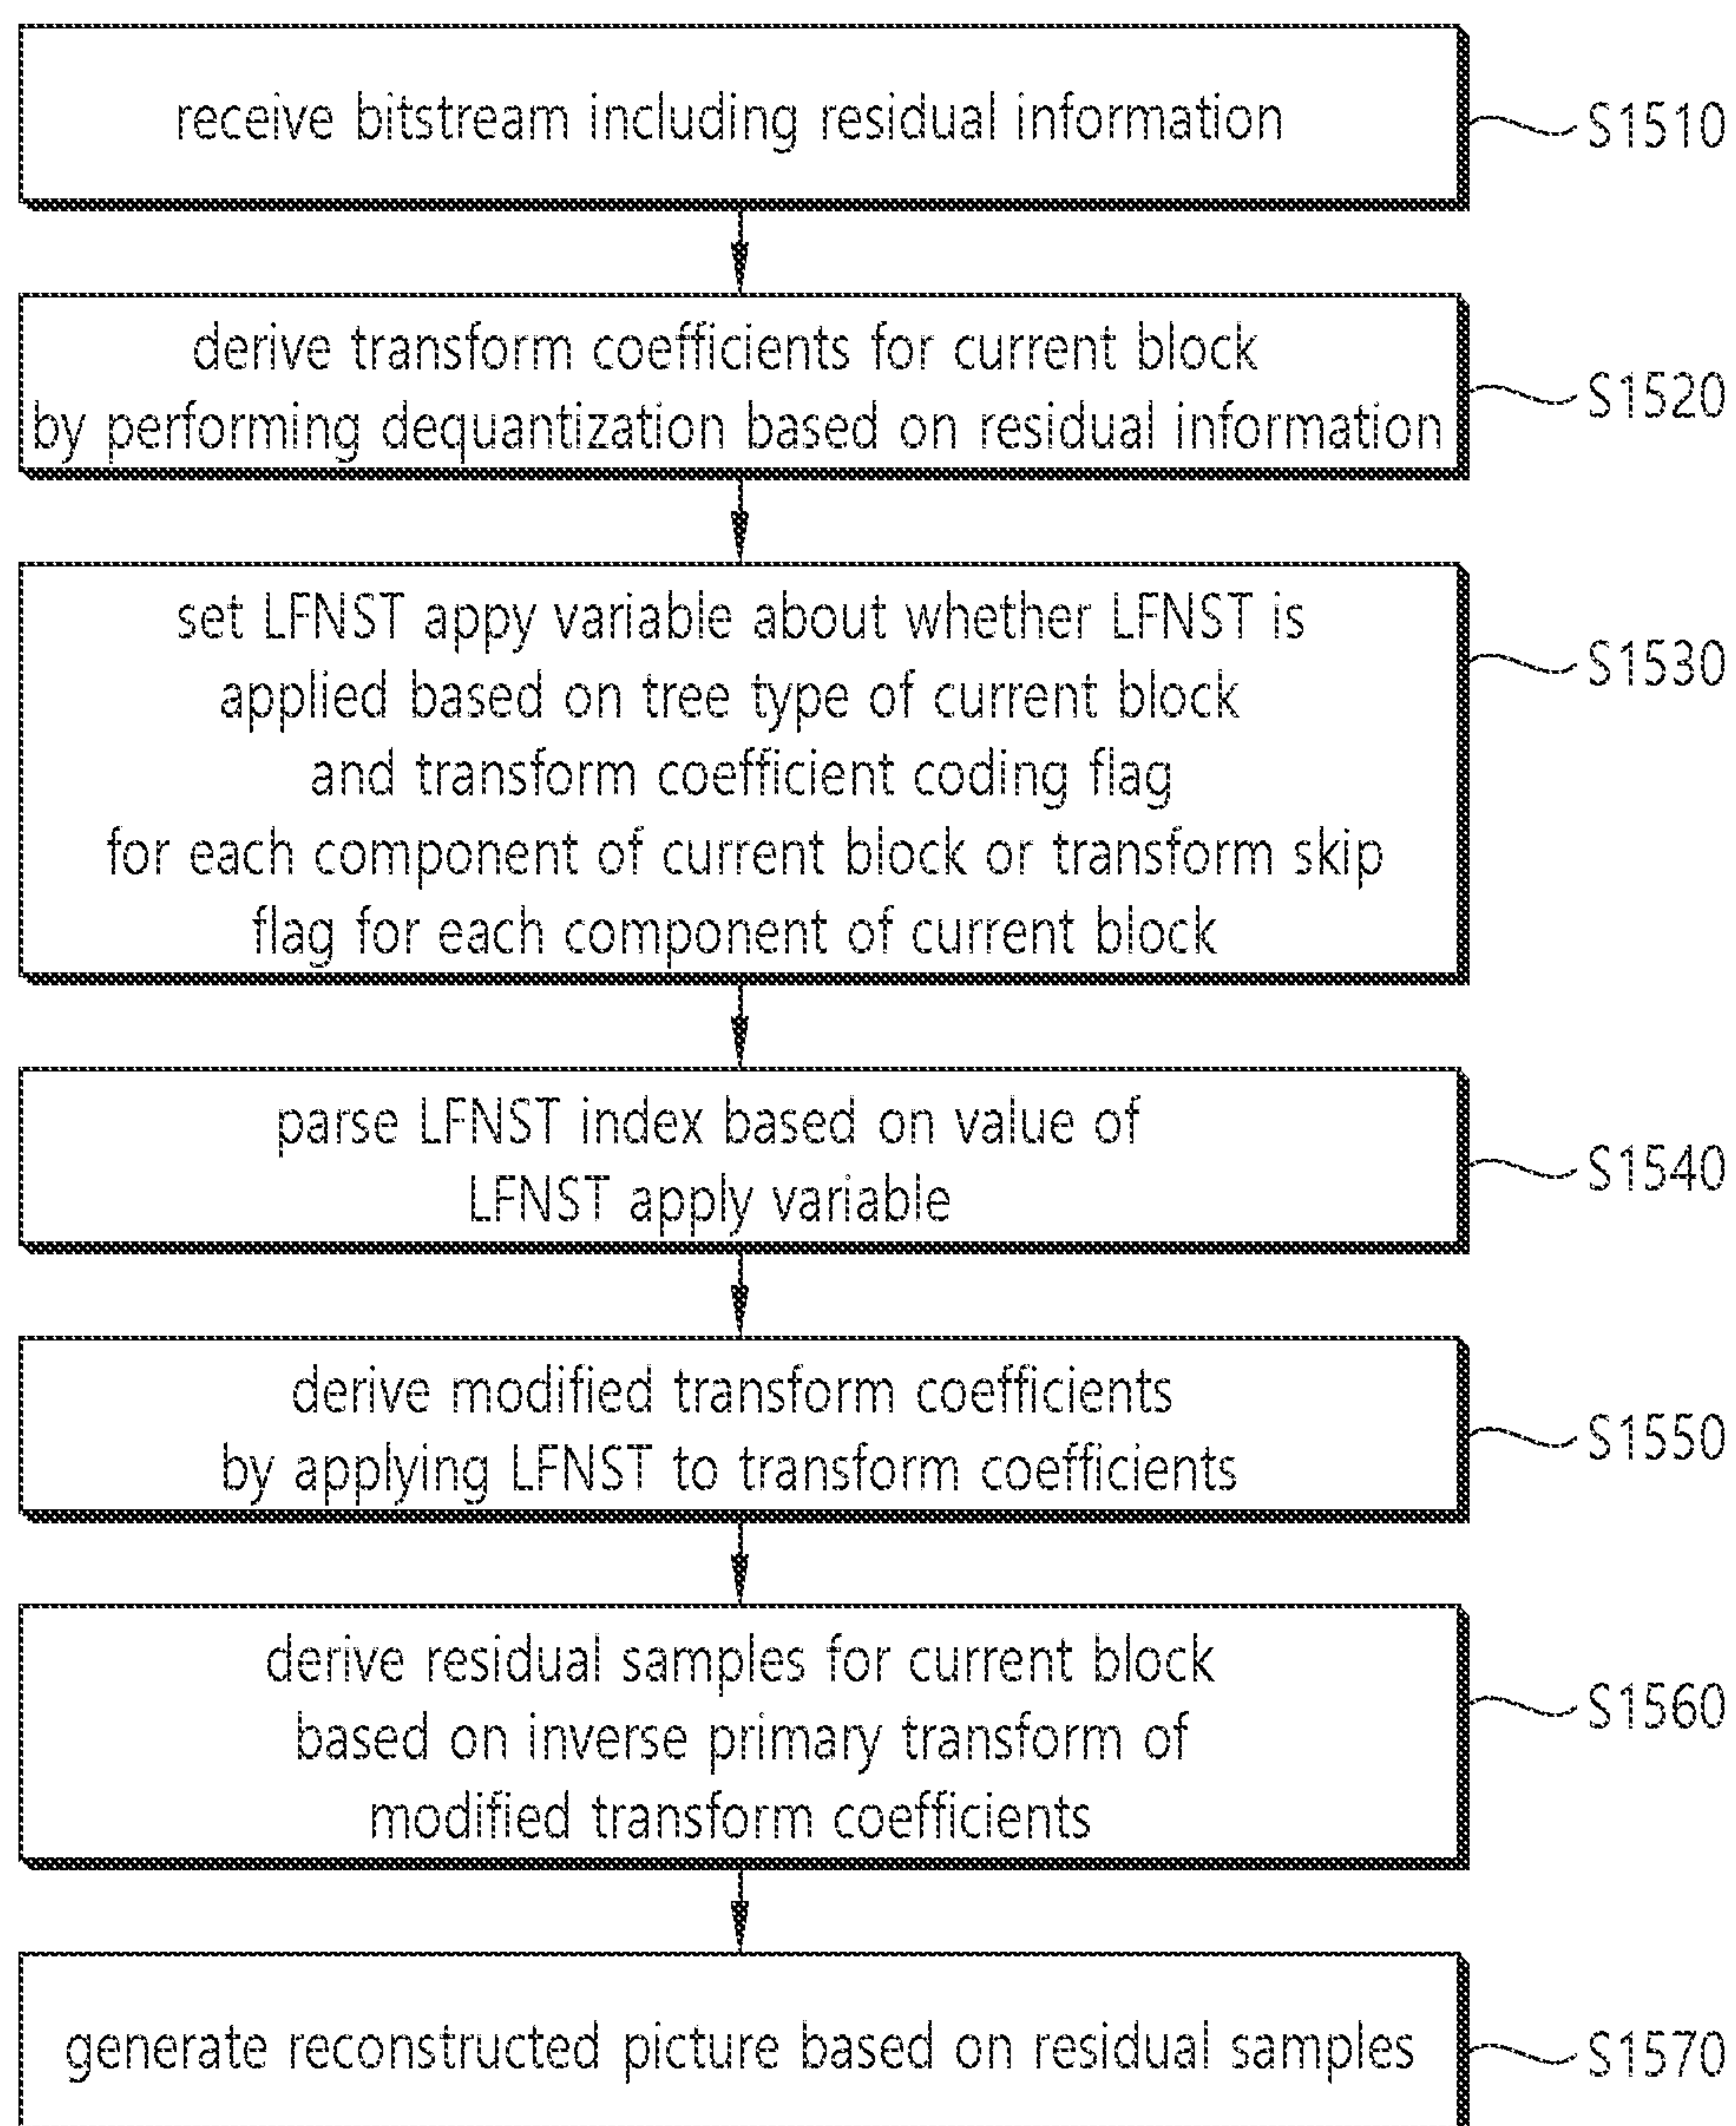 receive bitstream including residual information
S1510
derive transform coefficients for current block
by performing dequantization based on residual information
S1520
set LFNST appy variable about whether LFNST is
applied based on tree type of current block
and transform coefficient coding flag
for each component of current block or transform skip
flag for each component of current block
S1530
parse LFNST index based on value of
LFNST apply variable
S1540
derive modified transform coefficients
by applying LFNST to transform coefficients
S1550
derive residual samples for current block
based on inverse primary transform of
modified transform coefficients
S1560
generate reconstructed picture based on residual samples
S1570